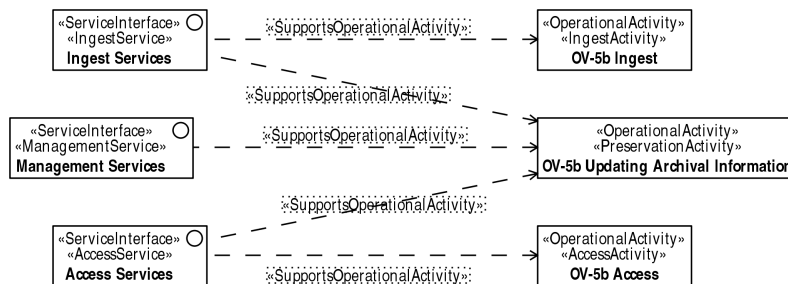 «ServiceInterface»
«IngestService»
Ingest Services
«SupportsOperationalActivity»
«OperationalActivity»
«IngestActivity»
OV-5b Ingest
«SupportsOperationalActivity»
«ServiceInterface»
«ManagementService»
Management Services
«SupportsOperationalActivity»
«OperationalActivity»
«PreservationActivity»
OV-5b Updating Archival Information
«SupportsOperationalActivity»
«ServiceInterface»
«AccessService»
Access Services
«SupportsOperationalActivity»
«OperationalActivity»
«AccessActivity»
OV-5b Access